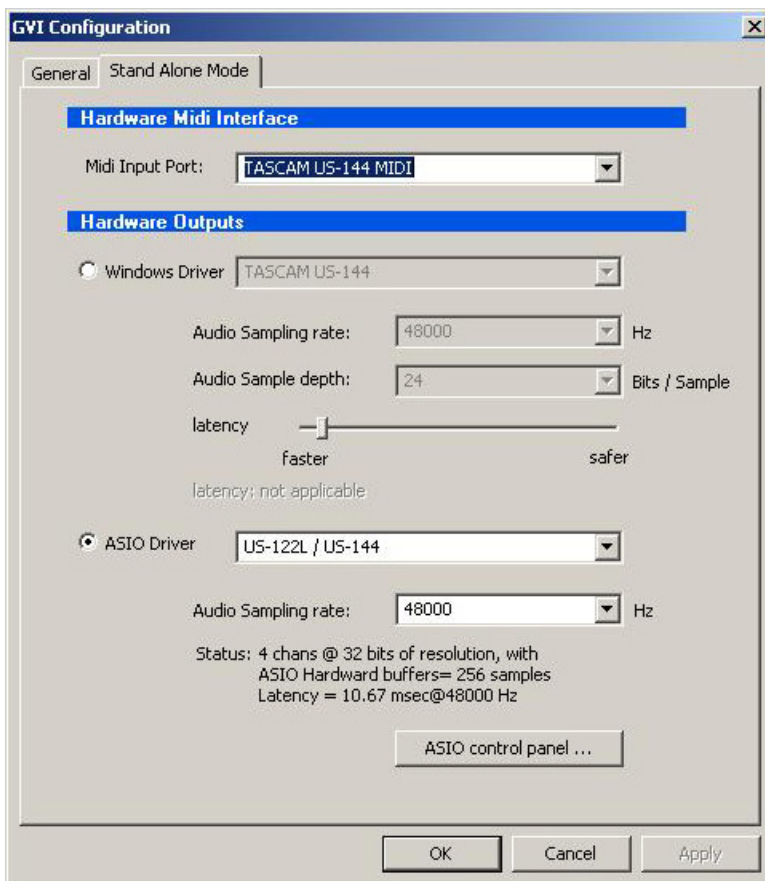 GVI Configuration
General
Stand Alone Mode
Hardware Midi Interface
Midi Input Port:
TASCAM US-144 MIDI
Hardware Outputs
Windows Driver
TASCAM US-144
Audio Sampling rate:
48000
Hz
Audio Sample depth:
24
Bits / Sample
latency
faster
safer
latency: not applicable
ASIO Driver
US-122L / US-144
Audio Sampling rate:
48000
Hz
Status: 4 chans @ 32 bits of resolution, with
ASIO Hardward buffers= 256 samples
Latency = 10.67 msec@48000 Hz
ASIO control panel ...
OK
Cancel
Apply